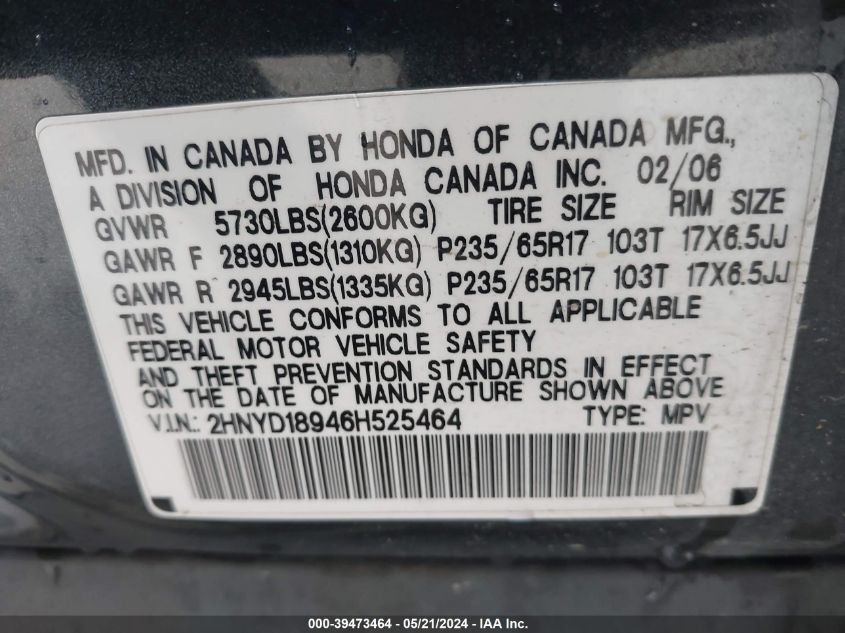 MFD. IN CANADA BY HONDA OF CANADA MFG.,
A DIVISION OF HONDA CANADA INC. 02/06
GVWR 5730LBS(2600KG) TIRE SIZE RIM SIZE
GAWR F 2890LBS(1310KG) P235/65R17 103T 17X6.5JJ
GAWR R 2945LBS(1335KG) P235/65R17 103T 17X6.5JJ
THIS VEHICLE CONFORMS TO ALL APPLICABLE
FEDERAL MOTOR VEHICLE SAFETY
AND THEFT PREVENTION STANDARDS IN EFFECT
ON THE DATE OF MANUFACTURE SHOWN ABOVE
V.I.N.: 2HNYD18946H525464 TYPE: MPV
000-39473464 - 05/21/2024 - IAA Inc.